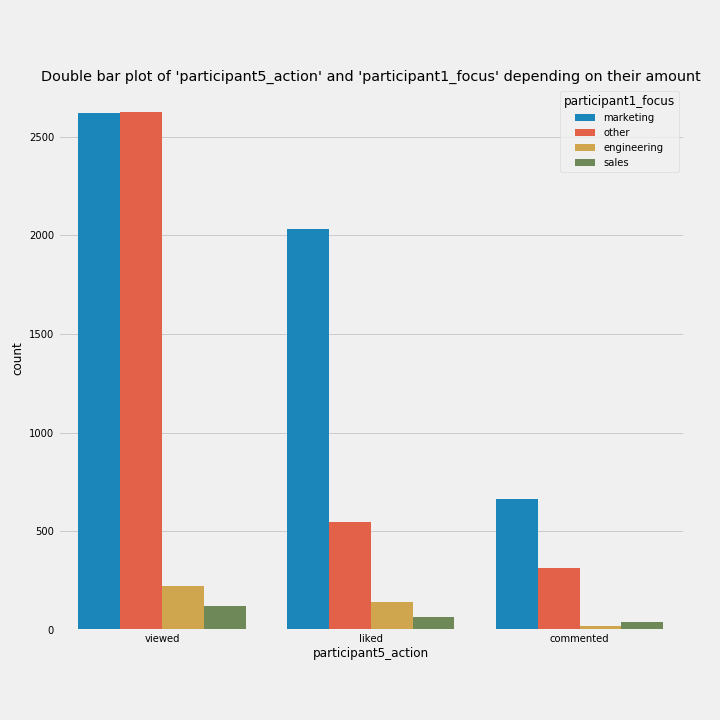 Double bar plot of 'participant5_action' and 'participant1_focus' depending on their amount
participant1_focus
marketing
other
engineering
sales
2500
2000
1500
1000
500
0
count
viewed
liked
commented
participant5_action